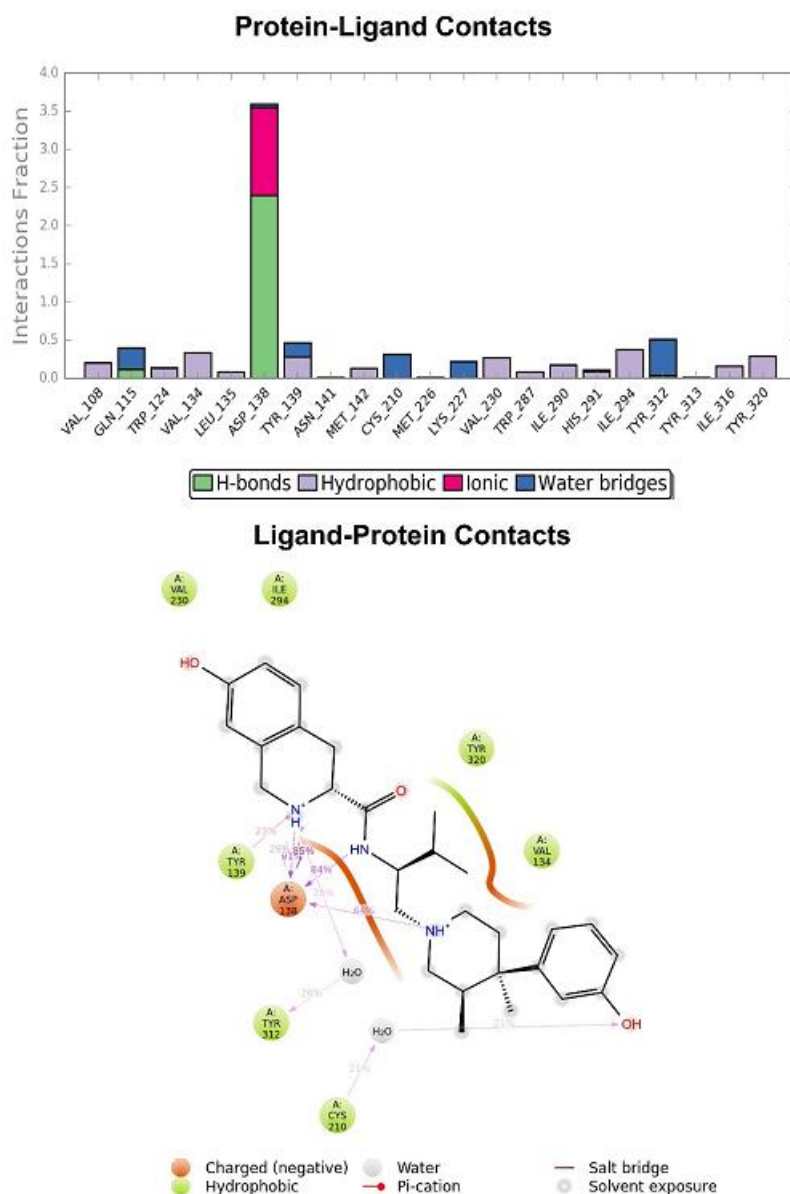 Protein-Ligand Contacts
4.0
3.5
3.0
2.5
2.0
1.5
1.0
0.5
0.0
Interactions Fraction
VAL_108 GLN_115 TRP_124 VAL_134 LEU_135 ASP_138 TYR_139 ASN_141 MET_142 CYS_210 MET_226 LYS_227 VAL_230 TRP_287 ILE_290 HIS_291 ILE_294 TYR_312 TYR_313 ILE_316 TYR_320
H-bonds Hydrophobic Ionic Water bridges
Ligand-Protein Contacts
A: VAL 230
A: ILE 294
HO
A: TYR 320
O
N+
H
HN
A: TYR 139
85%
84%
A: VAL 134
A: ASP 138
64%
NH+
H₂O
A: TYR 312
H₂O
OH
21%
A: CYS 210
Charged (negative) Water Salt bridge
Hydrophobic Pi-cation Solvent exposure